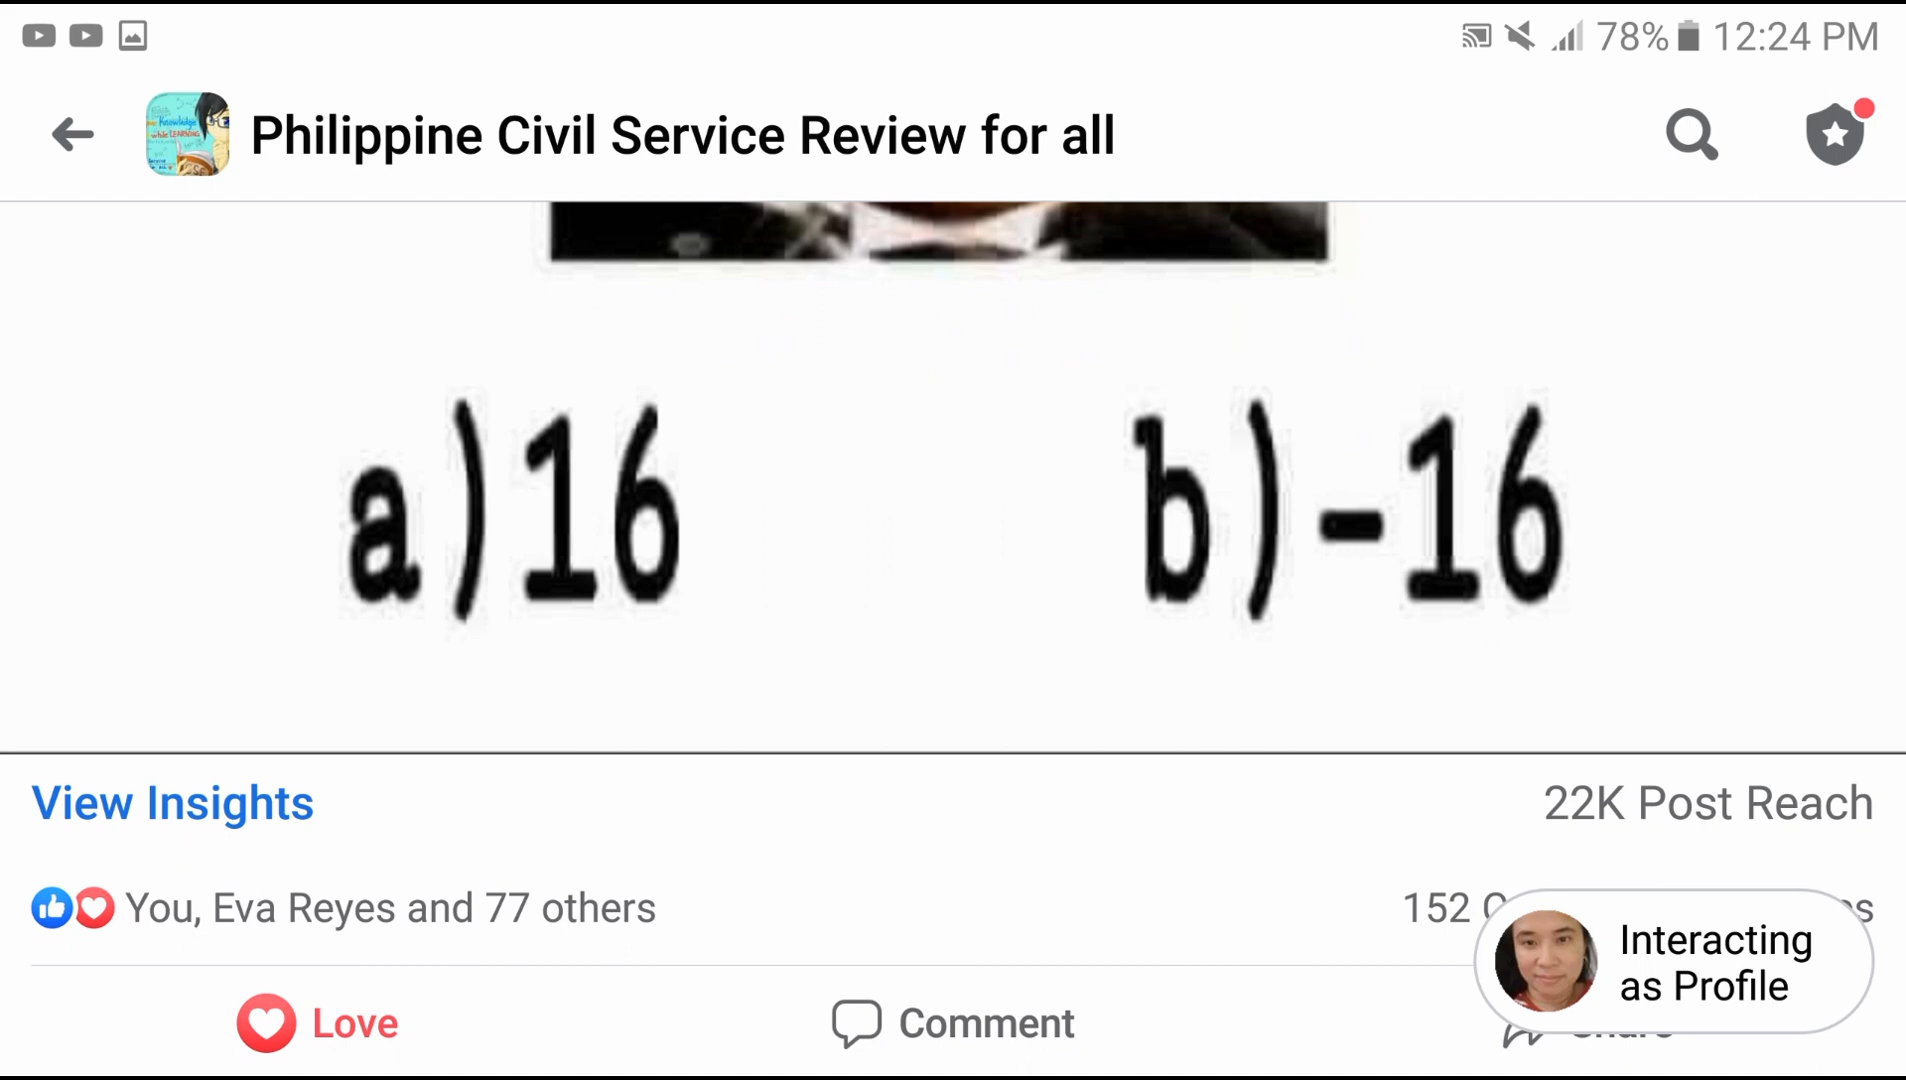 78% 12:24 PM
Philippine Civil Service Review for all
a)16
b)-16
View Insights
22K Post Reach
You, Eva Reyes and 77 others
152
Interacting
as Profile
Love
Comment